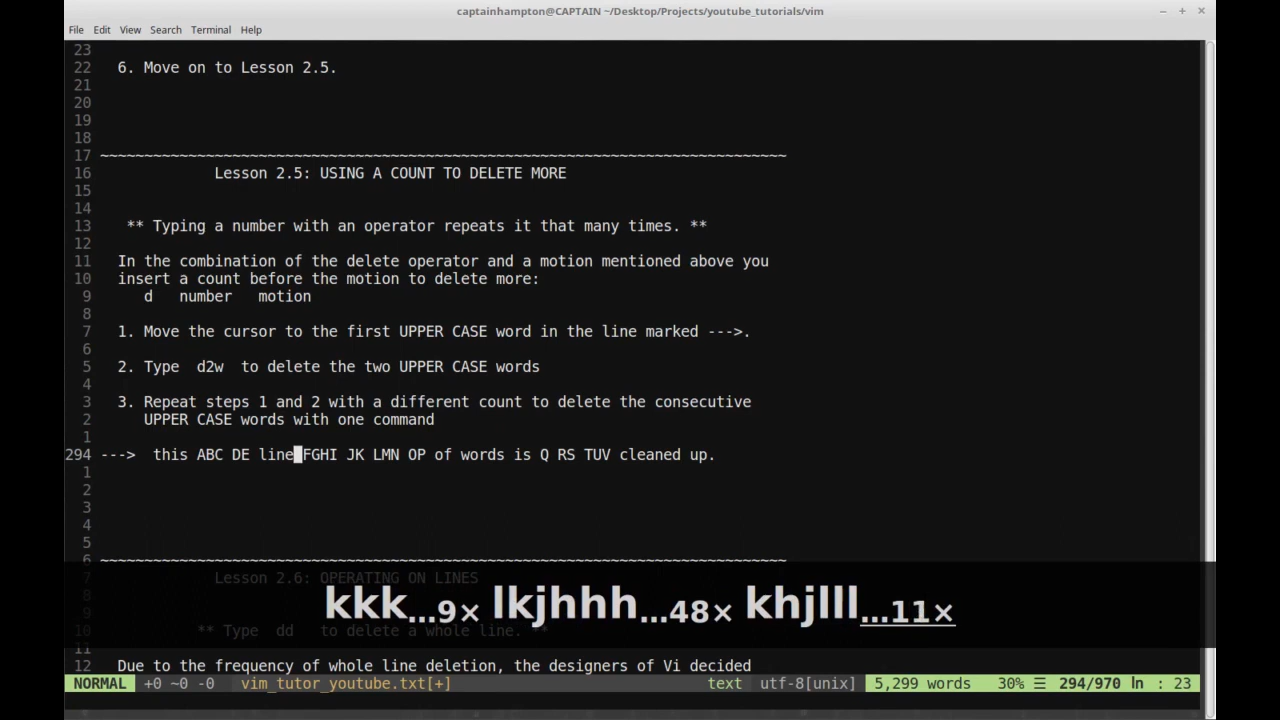 captainhampton@CAPTAIN ~/Desktop/Projects/youtube_tutorials/vim
– + ×
File Edit View Search Terminal Help
23
22 6. Move on to Lesson 2.5.
21
20
19
18
17 ~~~~~~~~~~~~~~~~~~~~~~~~~~~~~~~~~~~~~~~~~~~~~~~~~~~~~~~~~~~~~~~~~~~~~~~~~~~~~~
16 Lesson 2.5: USING A COUNT TO DELETE MORE
15
14
13 ** Typing a number with an operator repeats it that many times. **
12
11 In the combination of the delete operator and a motion mentioned above you
10 insert a count before the motion to delete more:
9 d number motion
8
7 1. Move the cursor to the first UPPER CASE word in the line marked --->.
6
5 2. Type d2w to delete the two UPPER CASE words
4
3 3. Repeat steps 1 and 2 with a different count to delete the consecutive
2 UPPER CASE words with one command
1
294 ---> this ABC DE line FGHI JK LMN OP of words is Q RS TUV cleaned up.
1
2
3
4
5
6 ~~~~~~~~~~~~~~~~~~~~~~~~~~~~~~~~~~~~~~~~~~~~~~~~~~~~~~~~~~~~~~~~~~~~~~~~~~~~~~
7 Lesson 2.6: OPERATING ON LINES
8
kkk...9× lkjhhh...48× khjlll...11×
9
10 ** Type dd to delete a whole line. **
11
12 Due to the frequency of whole line deletion, the designers of Vi decided
NORMAL +0 ~0 -0 vim_tutor_youtube.txt[+] text utf-8[unix] 5,299 words 30% ☰ 294/970 ㏑ : 23